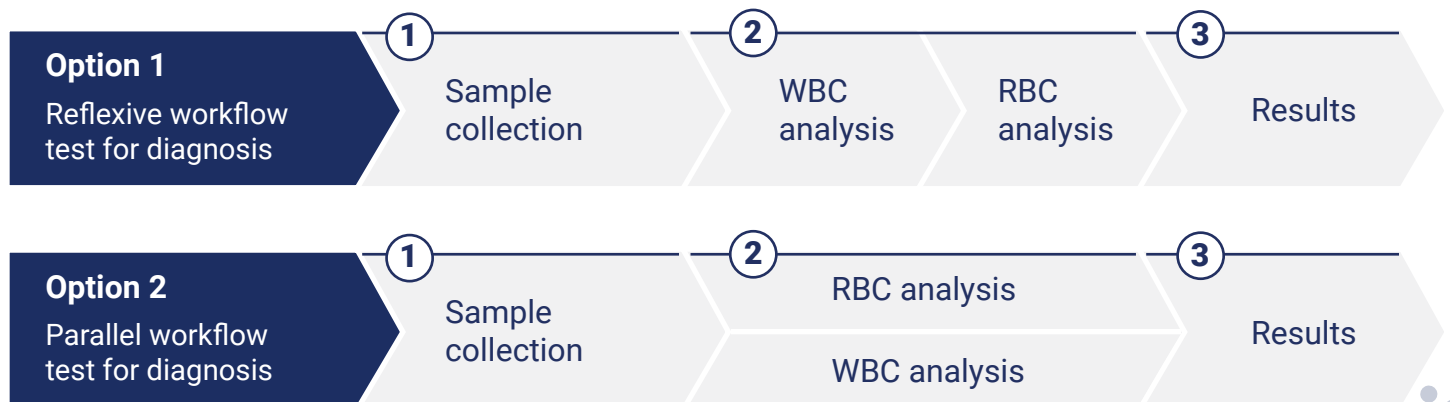 Option 1
Reflexive workflow
test for diagnosis
1
Sample
collection
2
WBC
analysis
RBC
analysis
3
Results
Option 2
Parallel workflow
test for diagnosis
1
Sample
collection
2
RBC analysis
WBC analysis
3
Results